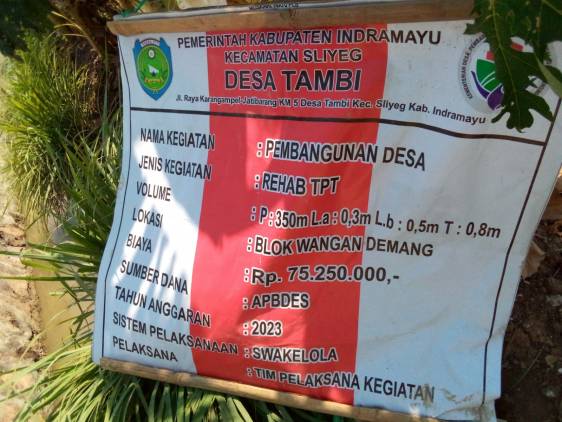 PEMERINTAH KABUPATEN INDRAMAYU
KECAMATAN SLIYEG
DESA TAMBI
Jl. Raya Karangampel-Jatibarang KM 5 Desa Tambi Kec. Sliyeg Kab. Indramayu
NAMA KEGIATAN : PEMBANGUNAN DESA
JENIS KEGIATAN : REHAB TPT
VOLUME : P : 350m L.a : 0,3m L.b : 0,5m T : 0,8m
LOKASI : BLOK WANGAN DEMANG
BIAYA : Rp. 75.250.000,-
SUMBER DANA : APBDES
TAHUN ANGGARAN : 2023
SISTEM PELAKSANAAN : SWAKELOLA
PELAKSANA : TIM PELAKSANA KEGIATAN